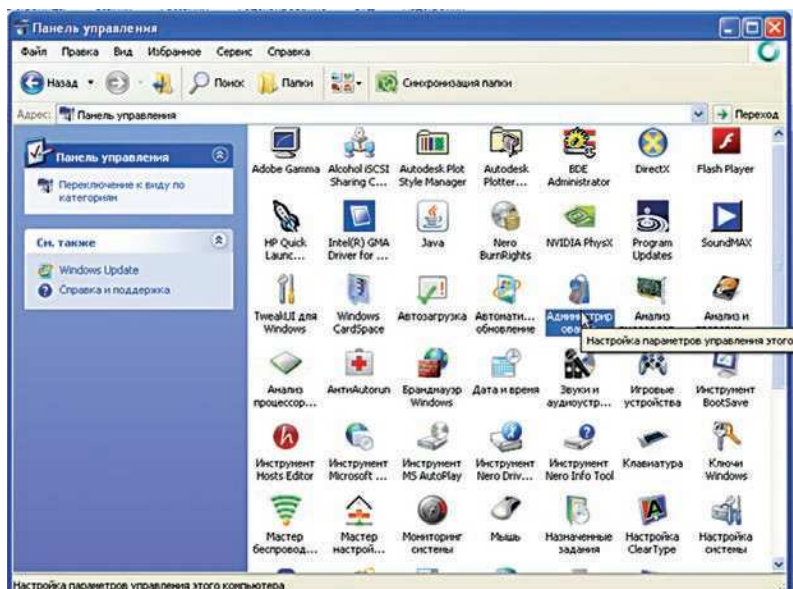 Панель управления
Файл Правка Вид Избранное Сервис Справка
Назад Поиск Папки Синхронизация папки
Адрес: Панель управления Переход
Панель управления
Переключение к виду по
категориям
См. также
Windows Update
Справка и поддержка
Adobe Gamma
Alcohol iSCSI
Sharing C...
Autodesk Plot
Style Manager
Autodesk
Plotter...
BDE
Administrator
DirectX
Flash Player
HP Quick
Launc...
Intel(R) GMA
Driver for ...
Java
Nero
BurnRights
NVIDIA PhysX
Program
Updates
SoundMAX
TweakUI для
Windows
Windows
CardSpace
Автозагрузка
Автомати...
обновление
Администрир
Анализ
Анализ и
Настройка параметров управления этого
Анализ
процессор...
АнтиAutorun
Брандмауэр
Windows
Дата и время
Звуки и
аудиоустр...
Игровые
устройства
Инструмент
BootSave
Инструмент
Hosts Editor
Инструмент
Microsoft ...
Инструмент
MS AutoPlay
Инструмент
Nero Driv...
Инструмент
Nero Info Tool
Клавиатура
Ключи
Windows
Мастер
беспровод...
Мастер
настрой...
Мониторинг
системы
Мышь
Назначенные
задания
Настройка
ClearType
Настройка
системы
Настройка параметров управления этого компьютера